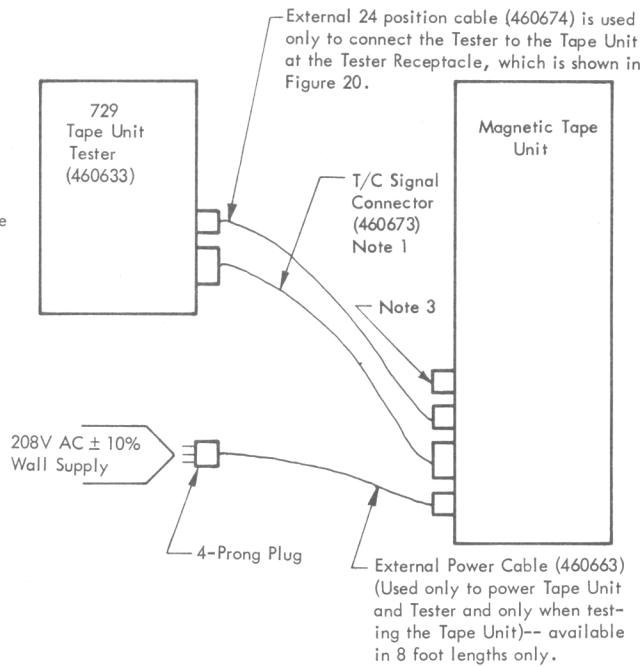 External 24 position cable (460674) is used
only to connect the Tester to the Tape Unit
at the Tester Receptacle, which is shown in
Figure 20.
729
Tape Unit
Tester
(460633)
Magnetic Tape
Unit
T/C Signal
Connector
(460673)
Note 1
e
Note 3
208V AC ± 10%
Wall Supply
4-Prong Plug
External Power Cable (460663)
(Used only to power Tape Unit
and Tester and only when test-
ing the Tape Unit)-- available
in 8 foot lengths only.